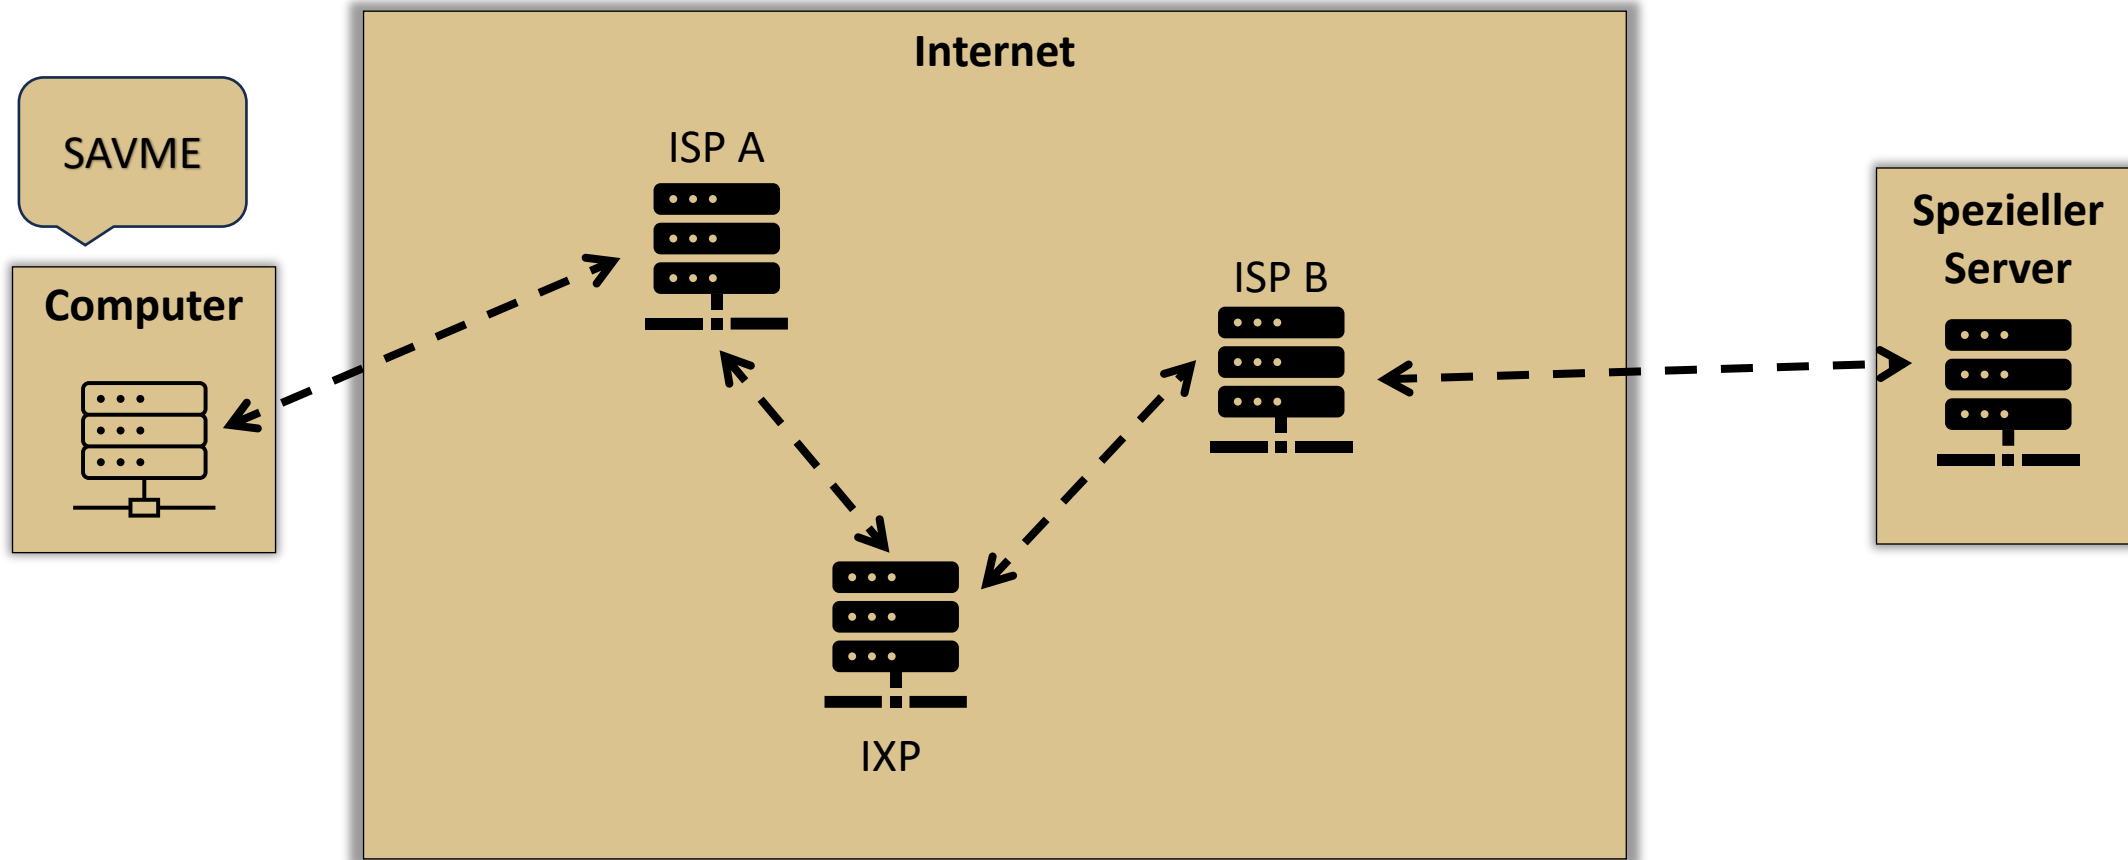 Internet
SAVME
ISP A
Computer
ISP B
Spezieller
Server
IXP